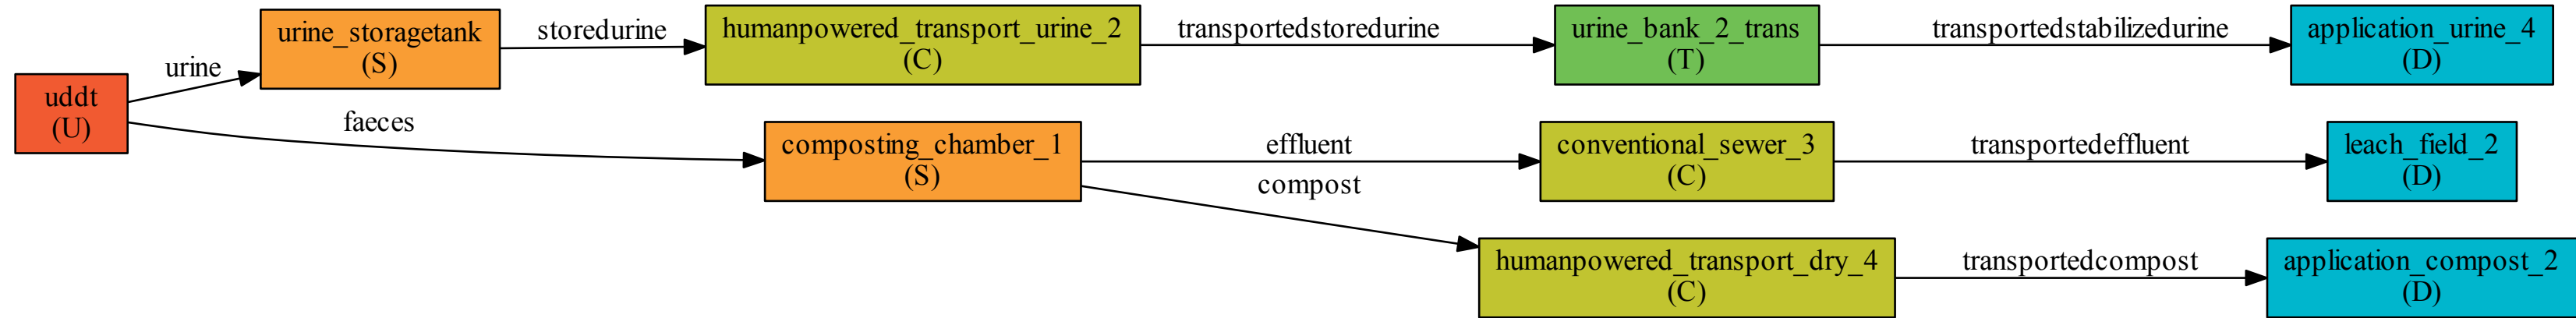 uddt
(U)
urine
urine_storagetank
(S)
storedurine
humanpowered_transport_urine_2
(C)
transportedstoredurine
urine_bank_2_trans
(T)
transportedstabilizedurine
application_urine_4
(D)
faeces
composting_chamber_1
(S)
effluent
conventional_sewer_3
(C)
transportedeffluent
leach_field_2
(D)
compost
humanpowered_transport_dry_4
(C)
transportedcompost
application_compost_2
(D)